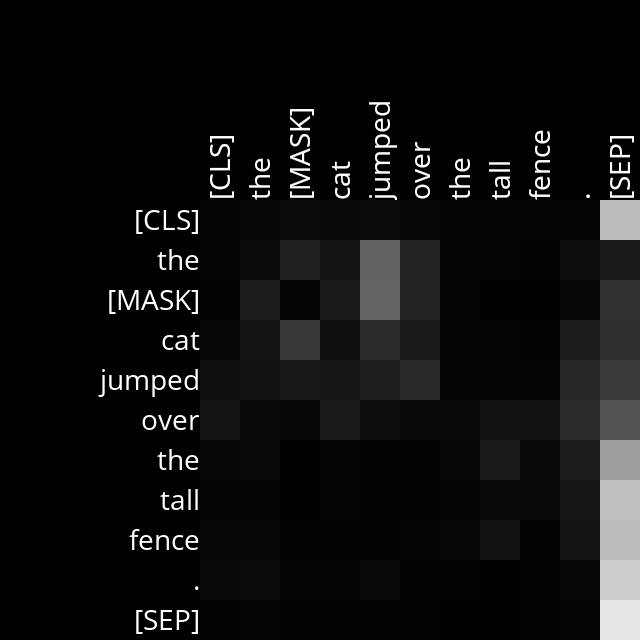 [CLS] the [MASK] cat jumped over the tall fence . [SEP]
[CLS]
the
[MASK]
cat
jumped
over
the
tall
fence
.
[SEP]